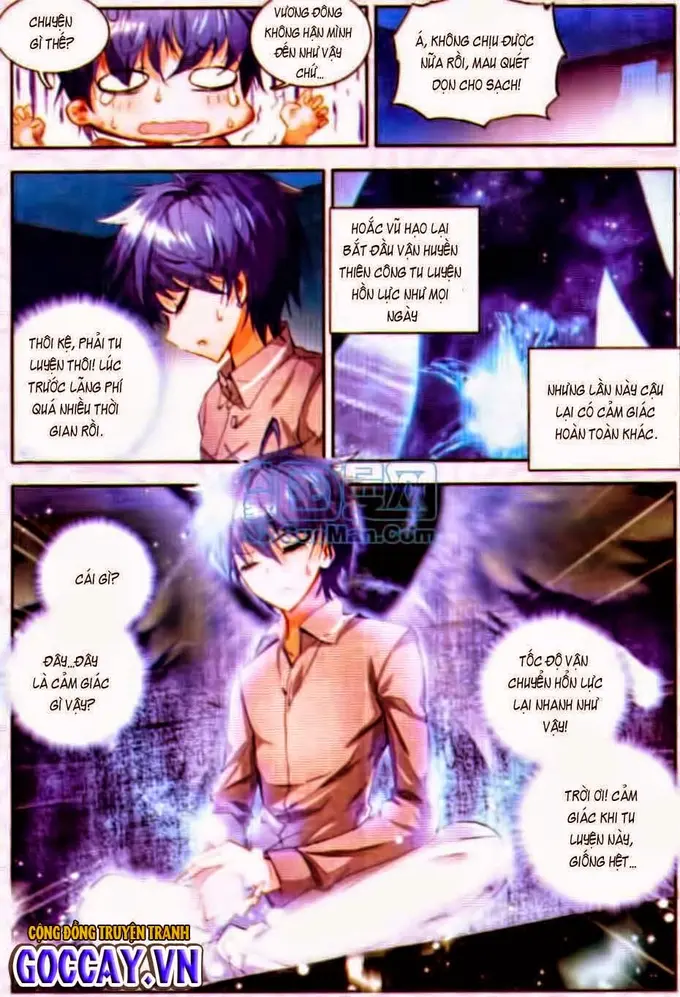 CHUYỆN
GÌ THẾ?
VƯƠNG ĐÔNG
KHÔNG HẬN MÌNH
ĐẾN NHƯ VẬY
CHỨ...
Á, KHÔNG CHỊU ĐƯỢC
NỮA RỒI, MAU QUÉT
DỌN CHO SẠCH!
THÔI KỆ, PHẢI TU
LUYỆN THÔI! LÚC
TRƯỚC LÃNG PHÍ
QUÁ NHIỀU THỜI
GIAN RỒI.
HOẮC VŨ HẠO LẠI
BẮT ĐẦU VẬN HUYỀN
THIÊN CÔNG TU LUYỆN
HỒN LỰC NHƯ MỌI
NGÀY
NHƯNG LẦN NÀY CẬU
LẠI CÓ CẢM GIÁC
HOÀN TOÀN KHÁC.
CÁI GÌ?
ĐÂY...ĐÂY
LÀ CẢM GIÁC
GÌ VẬY?
TỐC ĐỘ VẬN
CHUYỂN HỒN LỰC
LẠI NHANH NHƯ
VẬY!
TRỜI ƠI! CẢM
GIÁC KHI TU
LUYỆN NÀY,
GIỐNG HỆT...
CỘNG ĐỒNG TRUYỆN TRANH
GOCCAY.VN